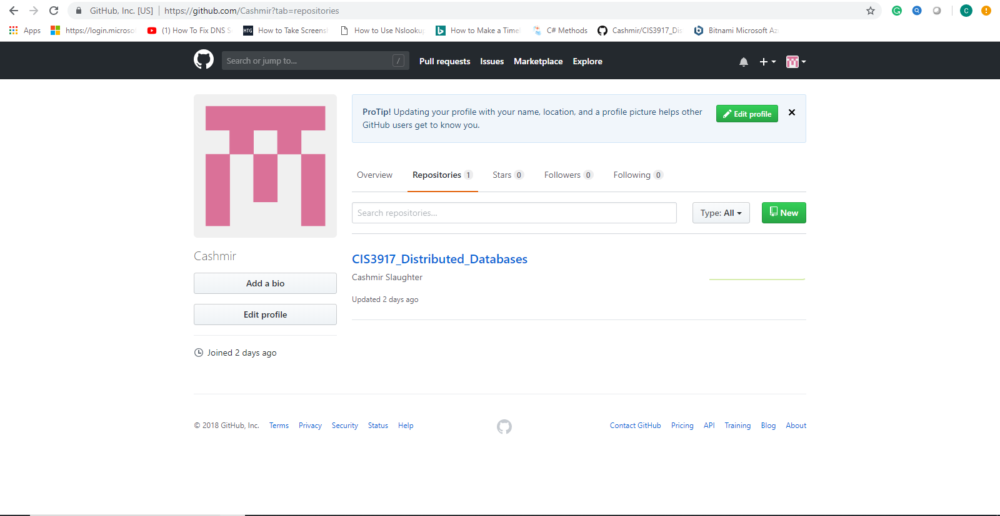 GitHub, Inc. [US] | https://github.com/Cashmir?tab=repositories
C
Apps https://login.microso (1) How To Fix DNS S HTG How to Take Screensh How to Use Nslookup How to Make a Timel C# Methods Cashmir/CIS3917_Dis Bitnami Microsoft Az
Search or jump to... / Pull requests Issues Marketplace Explore
ProTip! Updating your profile with your name, location, and a profile picture helps other
GitHub users get to know you.
Edit profile
Overview Repositories 1 Stars 0 Followers 0 Following 0
Search repositories... Type: All New
CIS3917_Distributed_Databases
Cashmir Slaughter
Updated 2 days ago
Cashmir
Add a bio
Edit profile
Joined 2 days ago
© 2018 GitHub, Inc. Terms Privacy Security Status Help Contact GitHub Pricing API Training Blog About